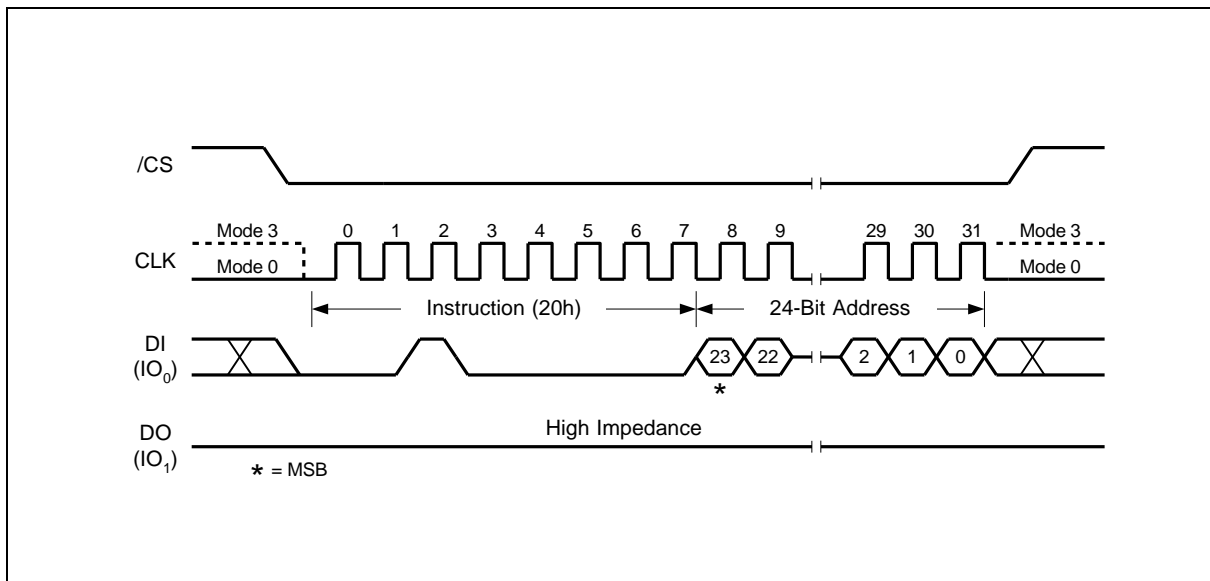 /CS
Mode 3 0 1 2 3 4 5 6 7 8 9 29 30 31 Mode 3
CLK
Mode 0 Mode 0
Instruction (20h) 24-Bit Address
DI
(IO0)
23 22 2 1 0
*
High Impedance
DO
(IO1)
* = MSB